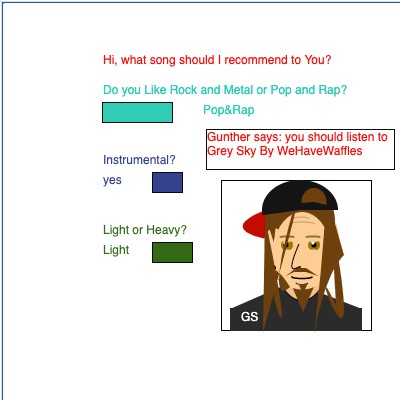 Hi, what song should I recommend to You?
Do you Like Rock and Metal or Pop and Rap?
Pop&Rap
Gunther says: you should listen to
Grey Sky By WeHaveWaffles
Instrumental?
yes
Light or Heavy?
Light
GS